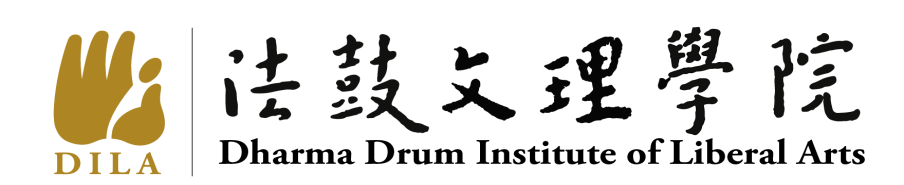 DILA
法鼓文理學院
Dharma Drum Institute of Liberal Arts